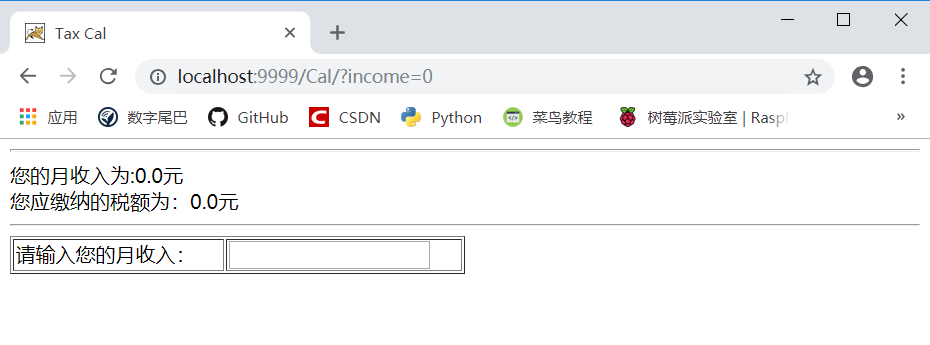 Tax Cal
localhost:9999/Cal/?income=0
应用 数字尾巴 GitHub CSDN Python 菜鸟教程 树莓派实验室 | Rasp
您的月收入为:0.0元
您应缴纳的税额为：0.0元
请输入您的月收入：